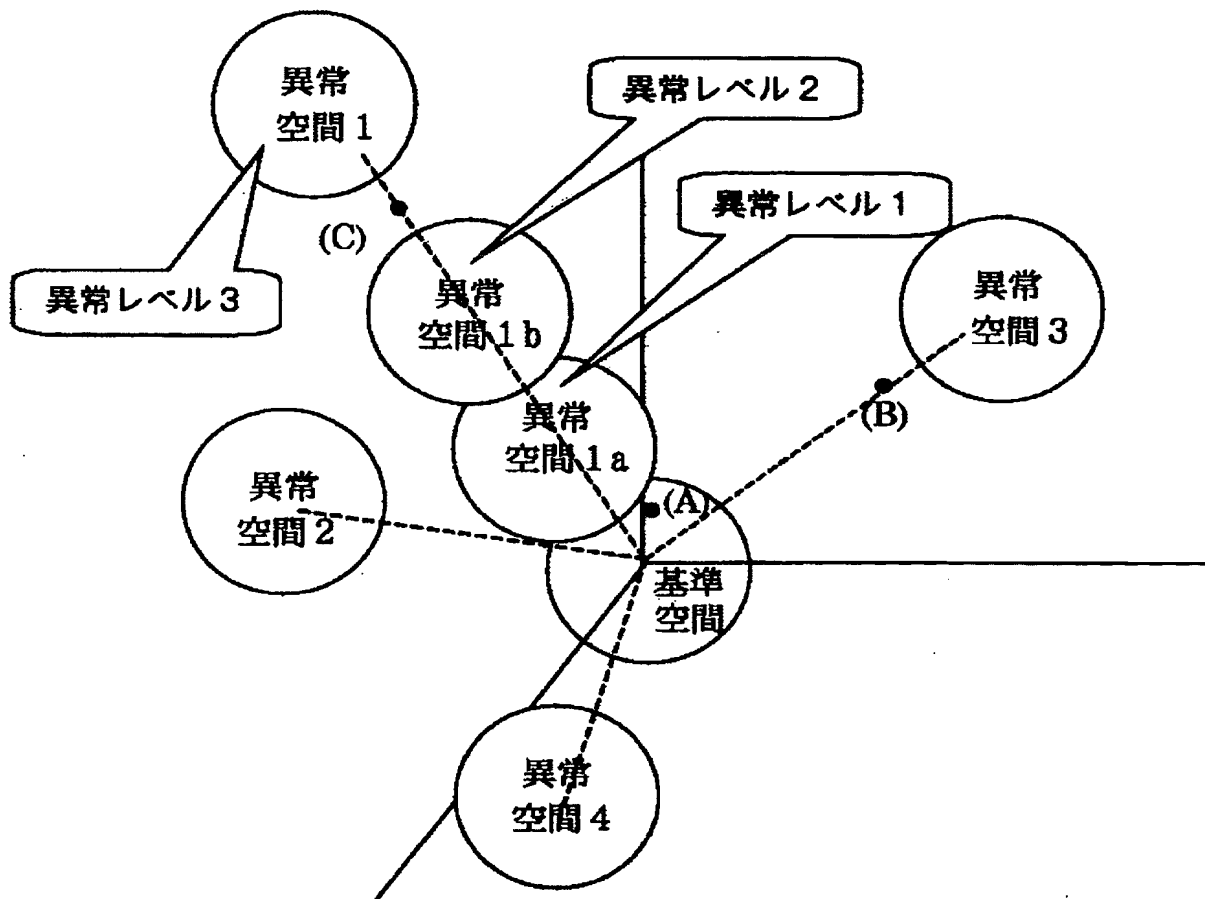 異常
空間1
異常レベル2
異常レベル1
(C)
異常レベル3
異常
空間1b
異常
空間3
(B)
異常
空間1a
異常
空間2
(A)
基準
空間
異常
空間4